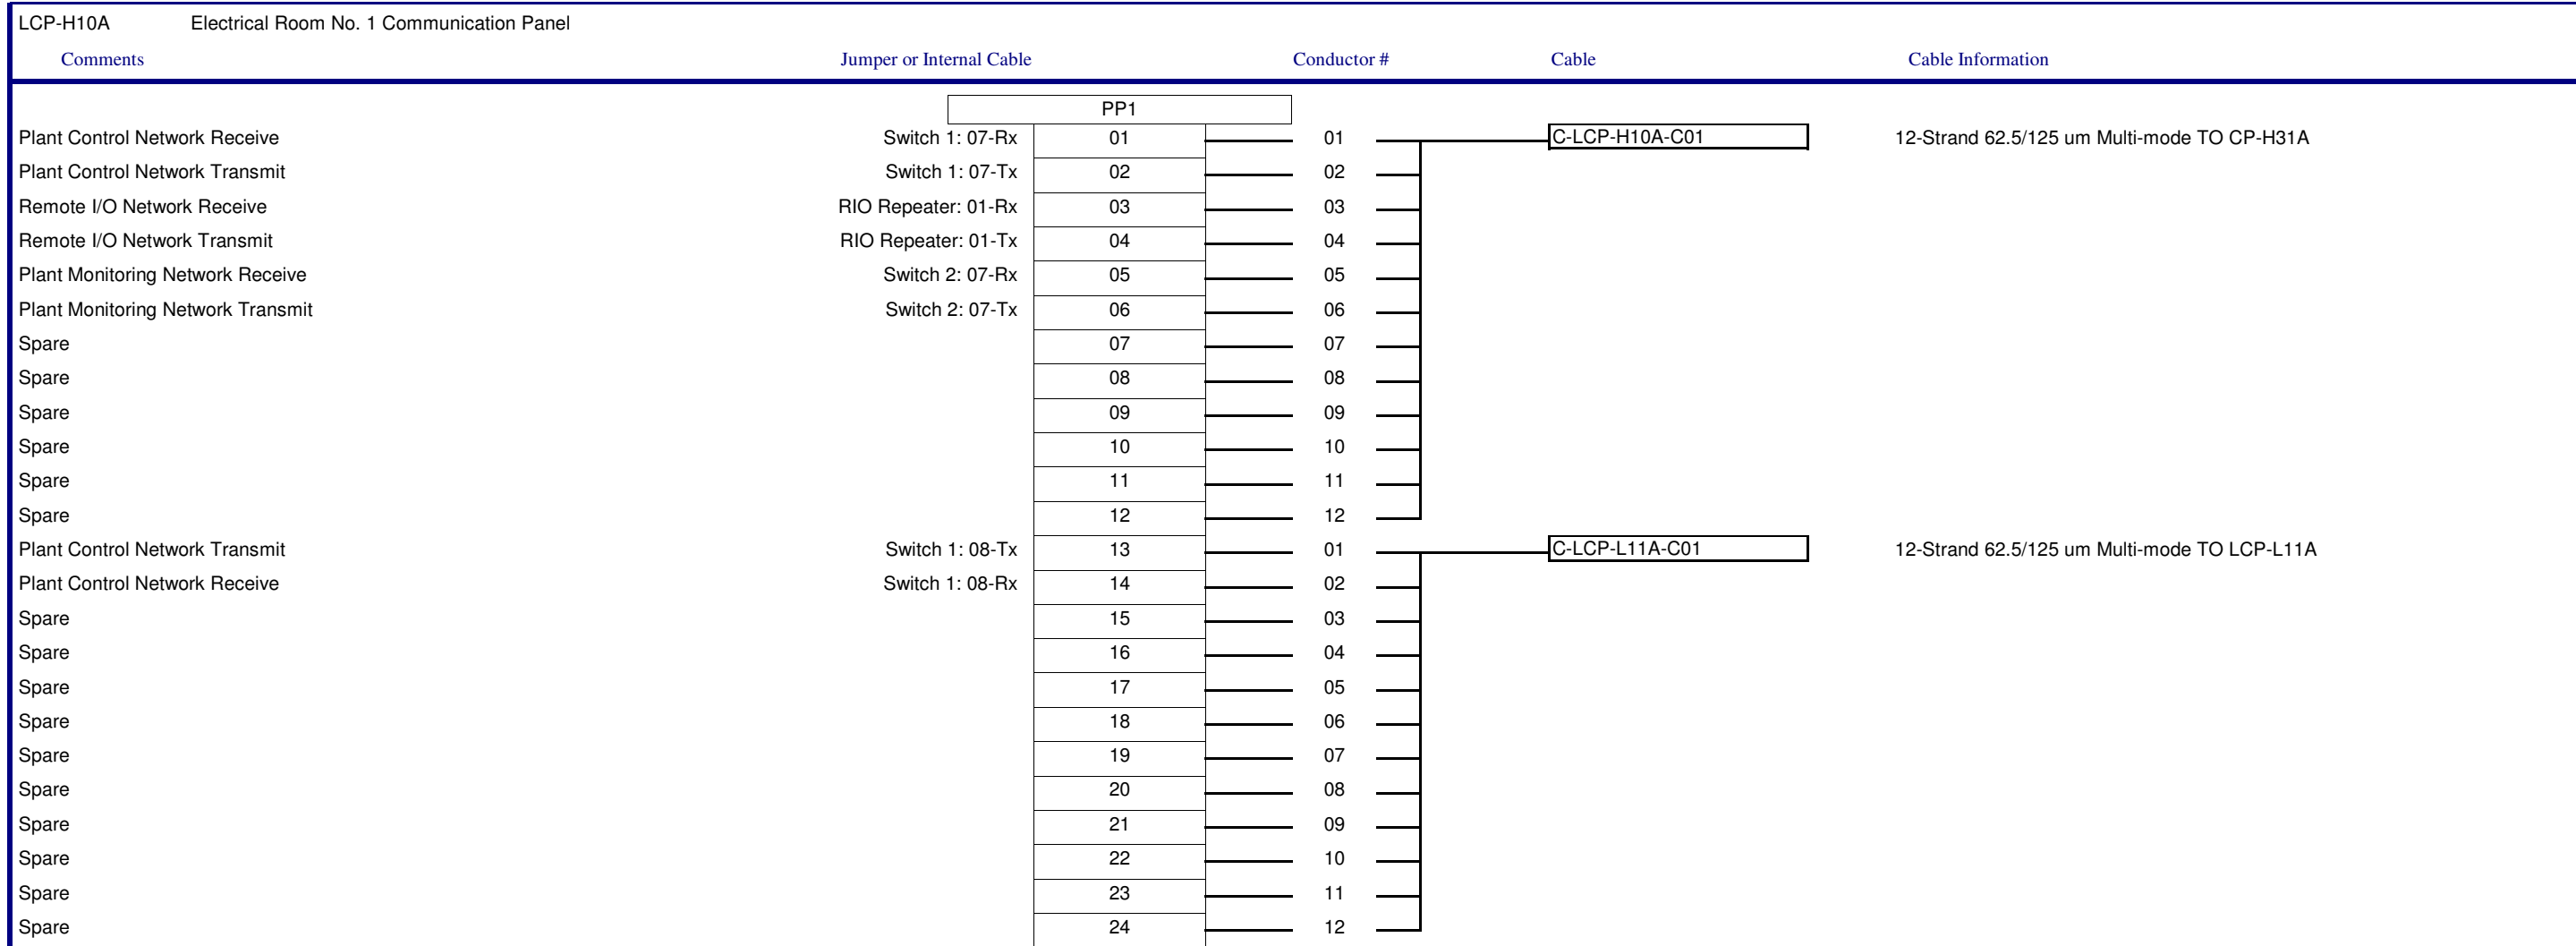 LCP-H10A Electrical Room No. 1 Communication Panel
Comments Jumper or Internal Cable Conductor # Cable Cable Information
PP1
Plant Control Network Receive Switch 1: 07-Rx 01 01 C-LCP-H10A-C01 12-Strand 62.5/125 um Multi-mode TO CP-H31A
Plant Control Network Transmit Switch 1: 07-Tx 02 02
Remote I/O Network Receive RIO Repeater: 01-Rx 03 03
Remote I/O Network Transmit RIO Repeater: 01-Tx 04 04
Plant Monitoring Network Receive Switch 2: 07-Rx 05 05
Plant Monitoring Network Transmit Switch 2: 07-Tx 06 06
Spare 07 07
Spare 08 08
Spare 09 09
Spare 10 10
Spare 11 11
Spare 12 12
Plant Control Network Transmit Switch 1: 08-Tx 13 01 C-LCP-L11A-C01 12-Strand 62.5/125 um Multi-mode TO LCP-L11A
Plant Control Network Receive Switch 1: 08-Rx 14 02
Spare 15 03
Spare 16 04
Spare 17 05
Spare 18 06
Spare 19 07
Spare 20 08
Spare 21 09
Spare 22 10
Spare 23 11
Spare 24 12